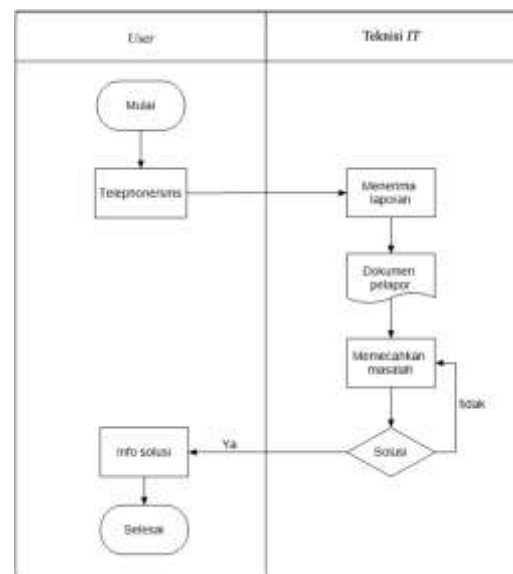 User
Teknisi IT
Mulai
Telephone/sms
Menerima
laporan
Dokumen
pelapor
Memecahkan
masalah
tidak
Solusi
Ya
Info solusi
Selesai